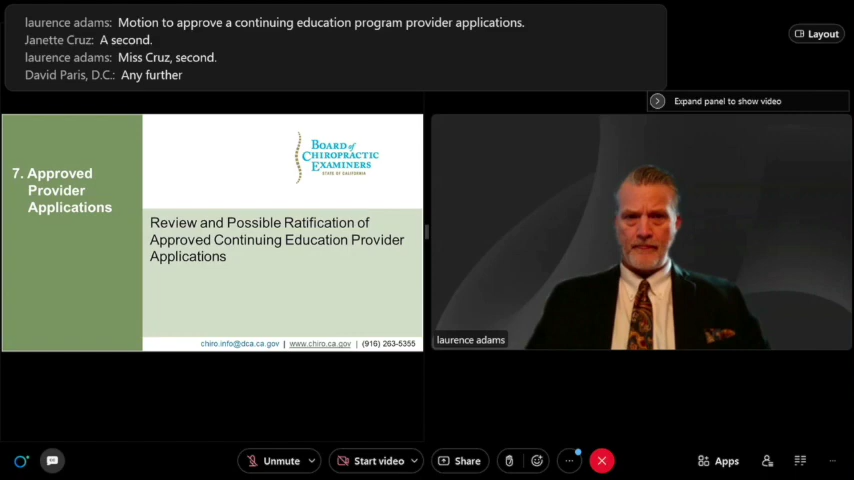 laurence adams: Motion to approve a continuing education program provider applications.
Janette Cruz: A second.
laurence adams: Miss Cruz, second.
David Paris, D.C.: Any further
Layout
Expand panel to show video
7. Approved
Provider
Applications
BOARD of
CHIROPRACTIC
EXAMINERS
STATE OF CALIFORNIA
Review and Possible Ratification of
Approved Continuing Education Provider
Applications
chiro.info@dca.ca.gov | www.chiro.ca.gov | (916) 263-5355
laurence adams
Unmute
Start video
Share
Apps